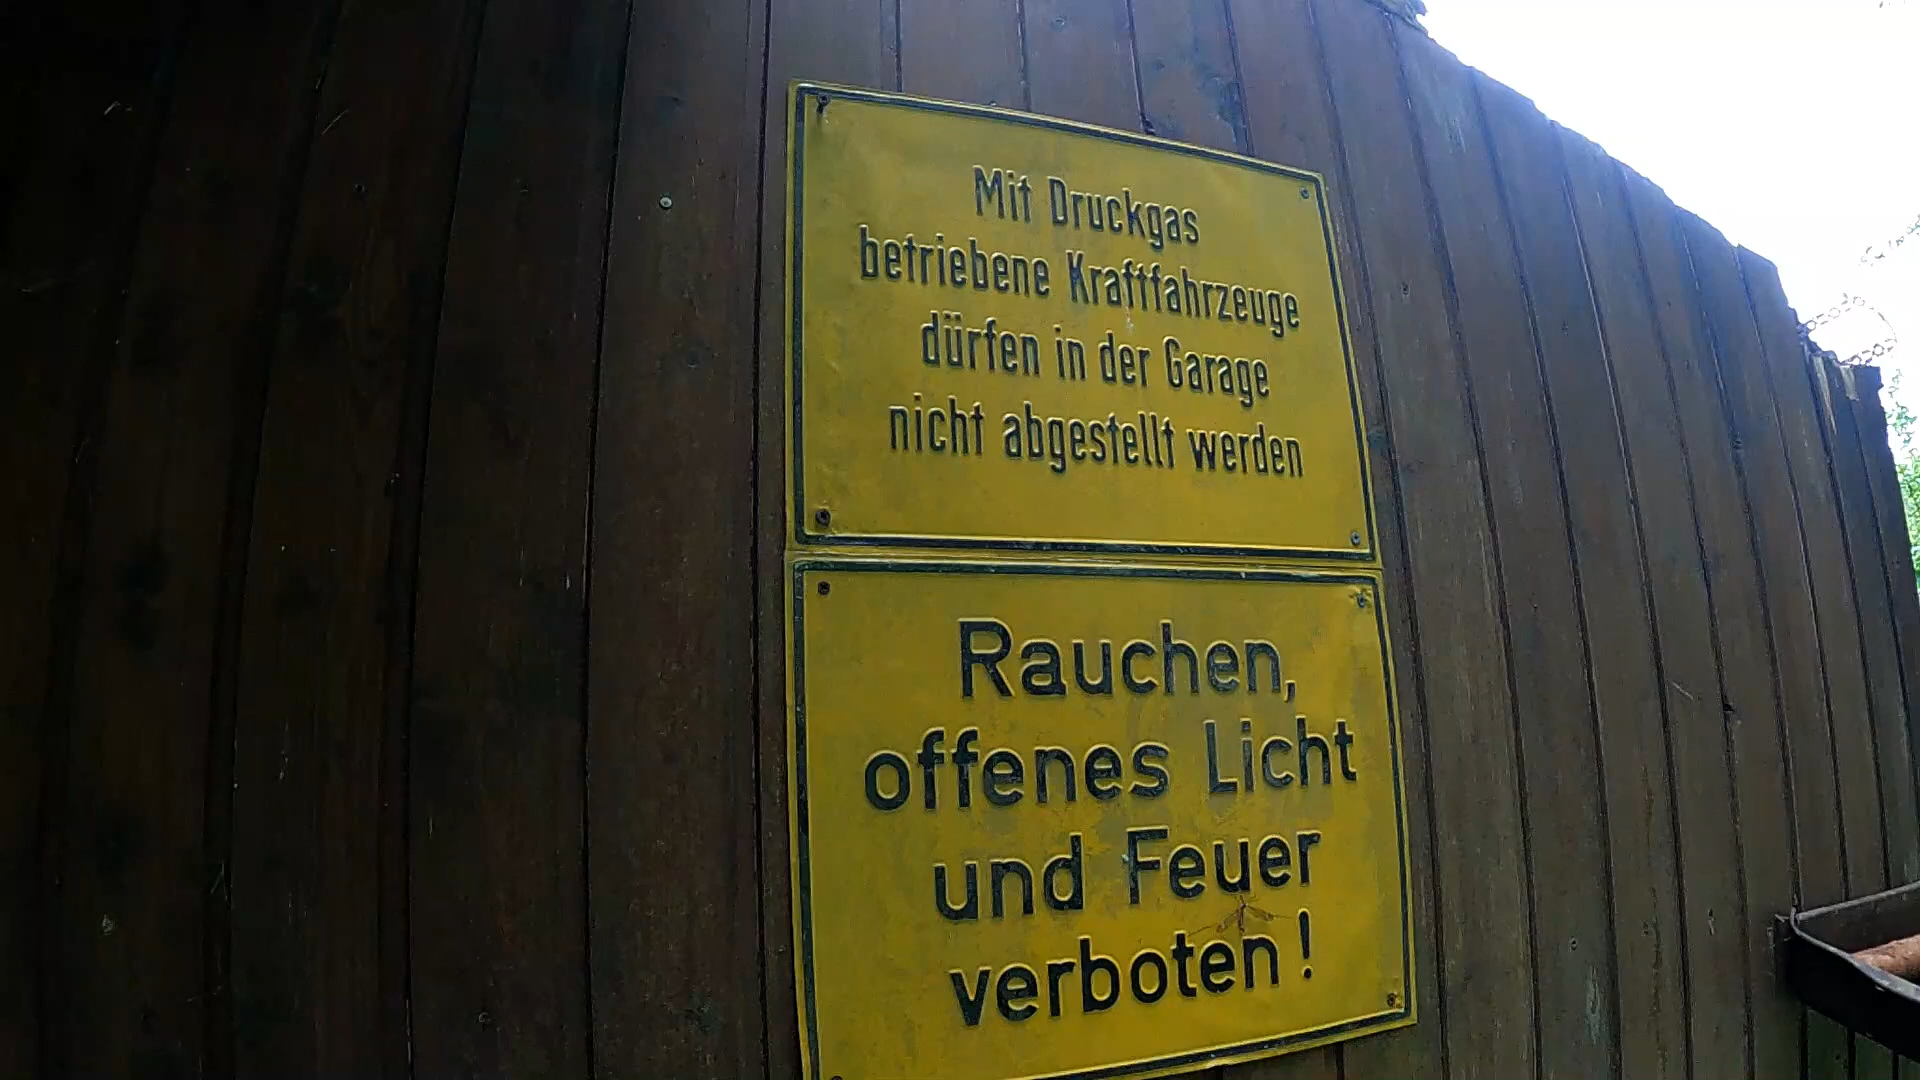 Mit Druckgas
betriebene Kraftfahrzeuge
dürfen in der Garage
nicht abgestellt werden
Rauchen,
offenes Licht
und Feuer
verboten!